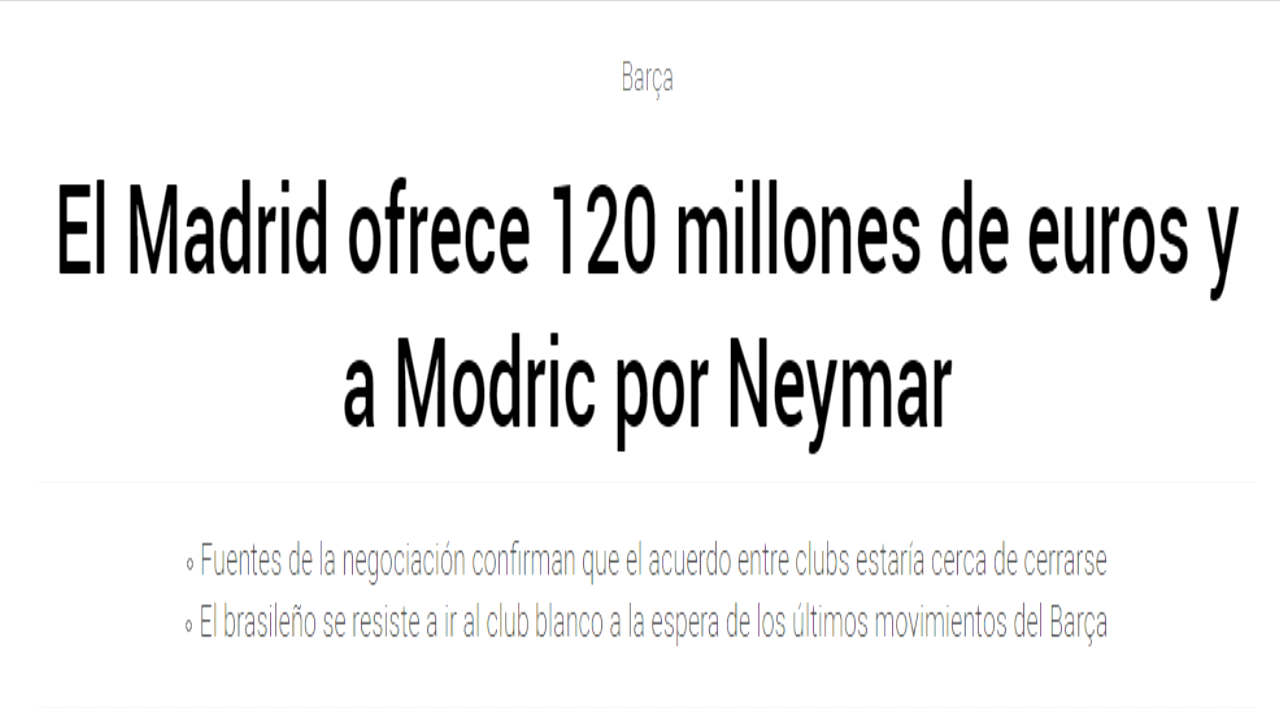 Barça
El Madrid ofrece 120 millones de euros y
a Modric por Neymar
◦ Fuentes de la negociación confirman que el acuerdo entre clubs estaría cerca de cerrarse
◦ El brasileño se resiste a ir al club blanco a la espera de los últimos movimientos del Barça